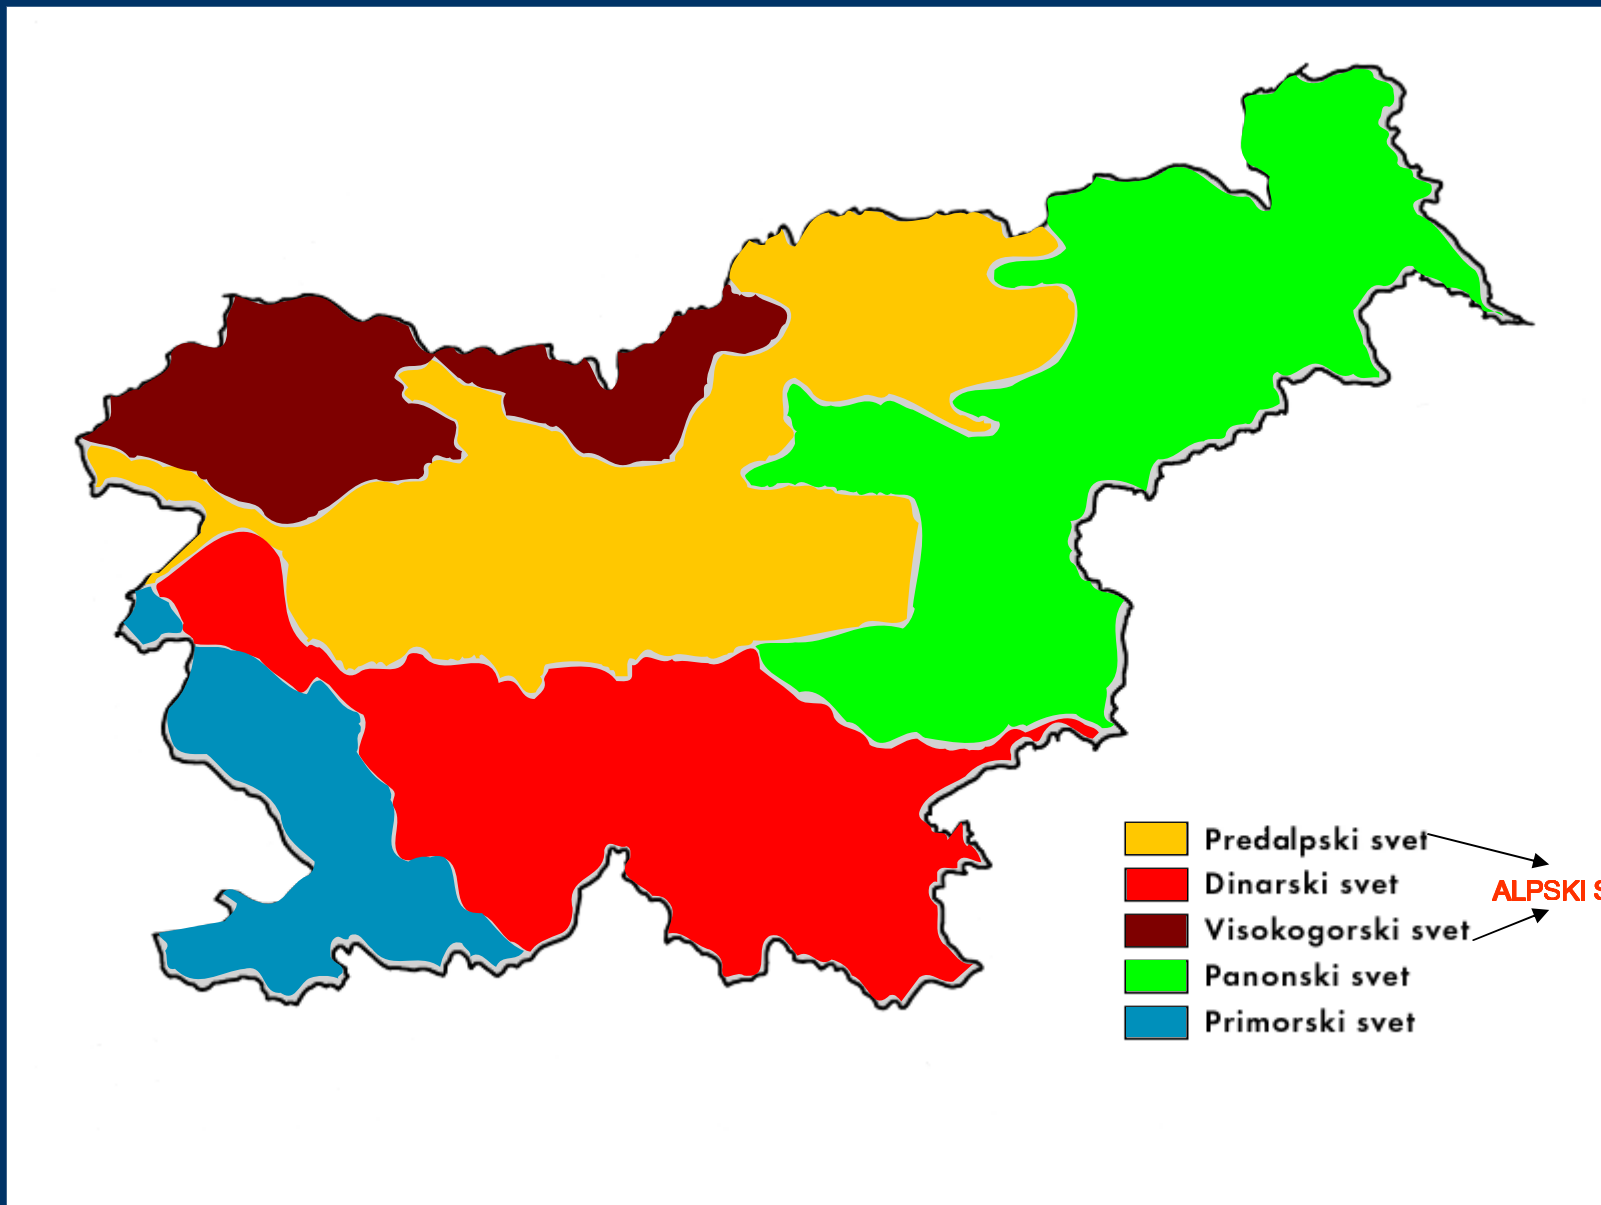 Predalpski svet
Dinarski svet
ALPSKI
Visokogorski svet
Panonski svet
Primorski svet